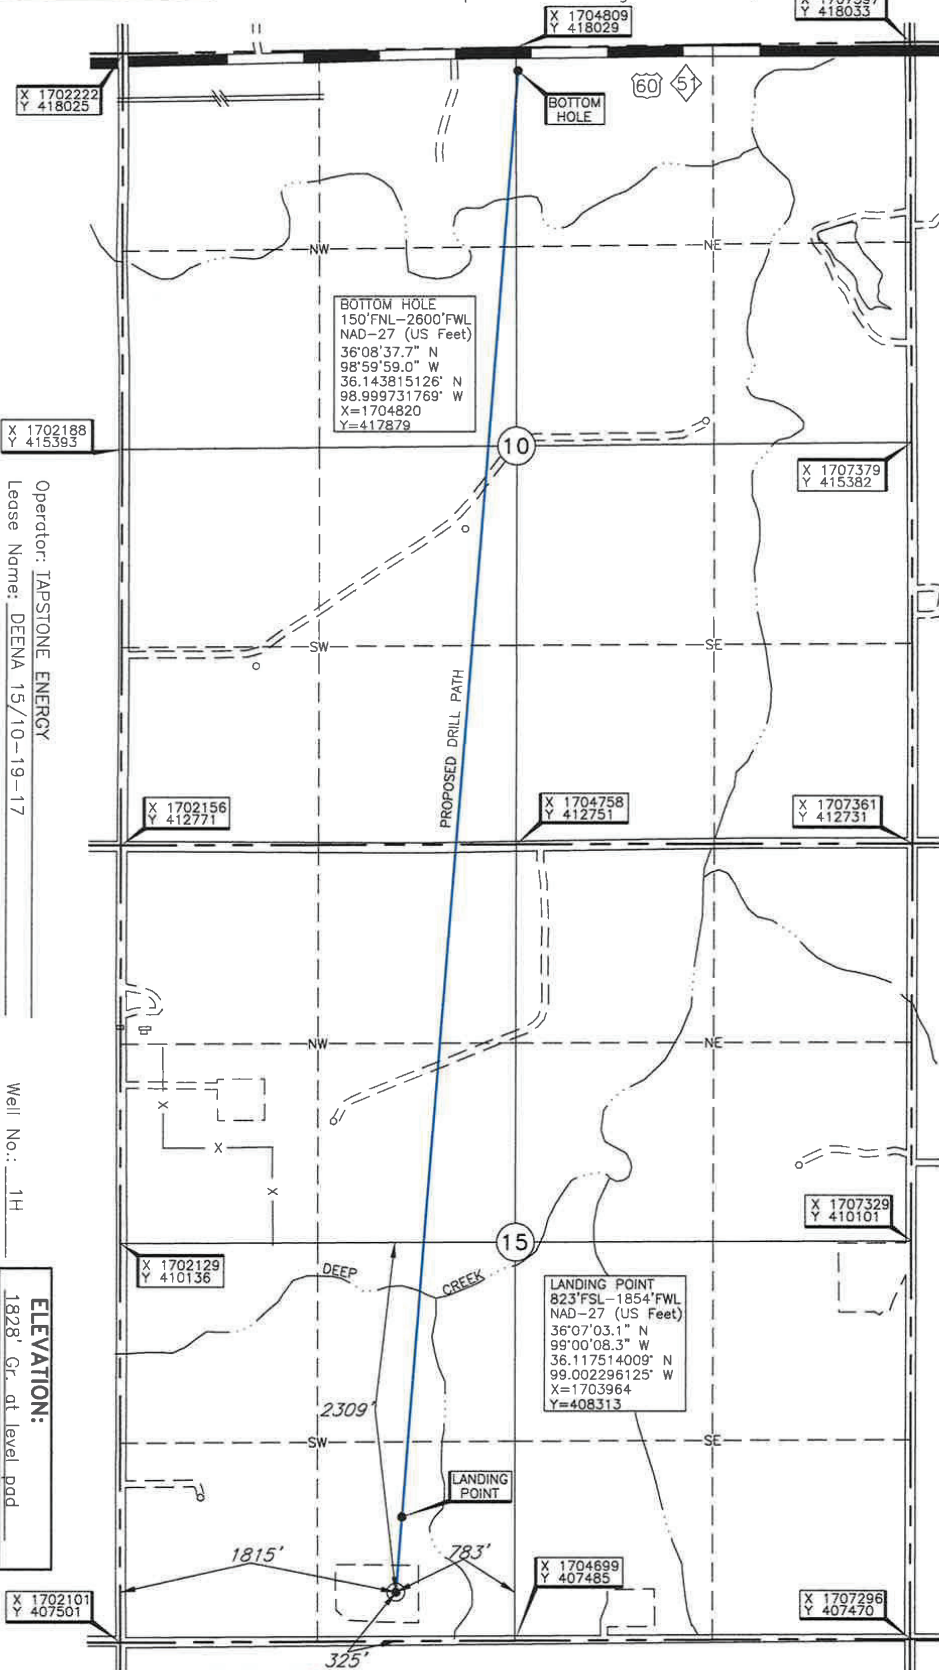 X 1704809
Y 418029
Y 418033
X 1702222
Y 418025
BOTTOM
HOLE
60
51
NW
NE
BOTTOM HOLE
150'FNL-2600'FWL
NAD-27 (US Feet)
36°08'37.7" N
98°59'59.0" W
36.143815126° N
98.999731769° W
X=1704820
Y=417879
X 1702188
Y 415393
10
X 1707379
Y 415382
Operator: TAPSTONE ENERGY
Lease Name: DEENA 15/10-19-17
SW
SE
PROPOSED DRILL PATH
X 1702156
Y 412771
X 1704758
Y 412751
X 1707361
Y 412731
NW
NE
Well No.: 1H
X
X
X
X 1707329
Y 410101
15
X 1702129
Y 410136
DEEP
CREEK
LANDING POINT
823'FSL-1854'FWL
NAD-27 (US Feet)
36°07'03.1" N
99°00'08.3" W
36.117514009° N
99.002296125° W
X=1703964
Y=408313
ELEVATION:
1828' Gr. at level pad
2309'
SW
SE
LANDING
POINT
1815'
783'
X 1704699
Y 407485
X 1702101
Y 407501
X 1707296
Y 407470
325'